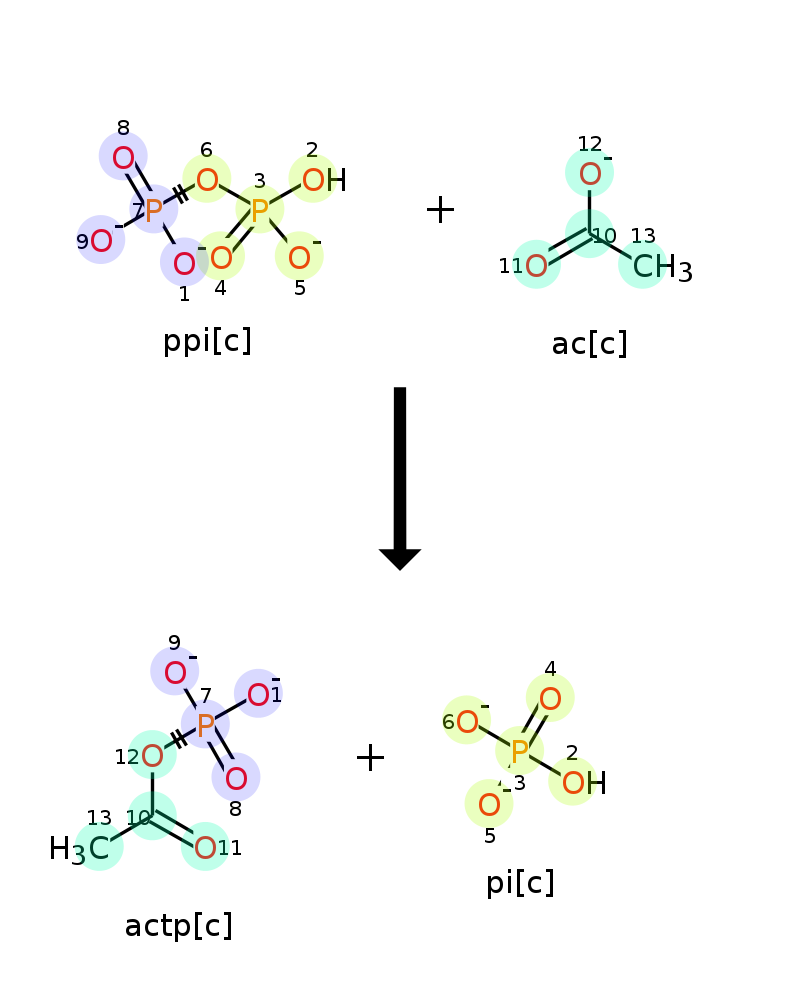 8 6 2 12
O O OH O-
3
7 P P +
10 13
9 O- O- O O- 11 O CH3
1 4 5
ppi[c] ac[c]
9 4
O- O
7 O- 1 6 O-
P P
12 O + 3 2
O OH
8 O-
13 10 5
H3C O 11
pi[c]
actp[c]